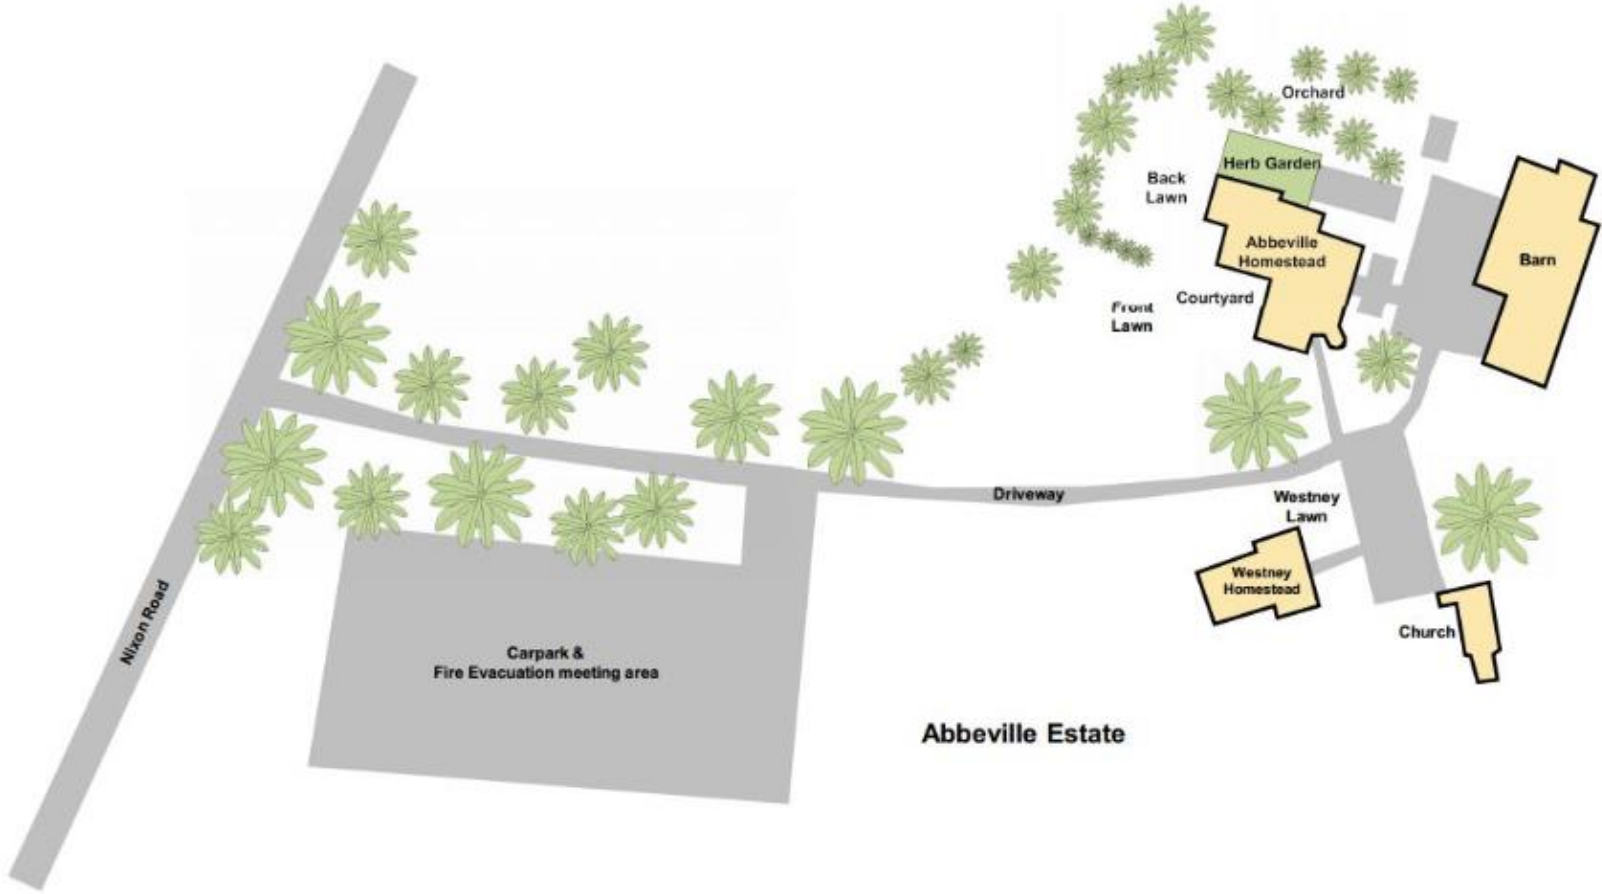 Orchard
Herb Garden
Back
Lawn
Abbeville
Homestead
Barn
Courtyard
Front
Lawn
Driveway
Westney
Lawn
Westney
Homestead
Church
Nixon Road
Carpark &
Fire Evacuation meeting area
Abbeville Estate